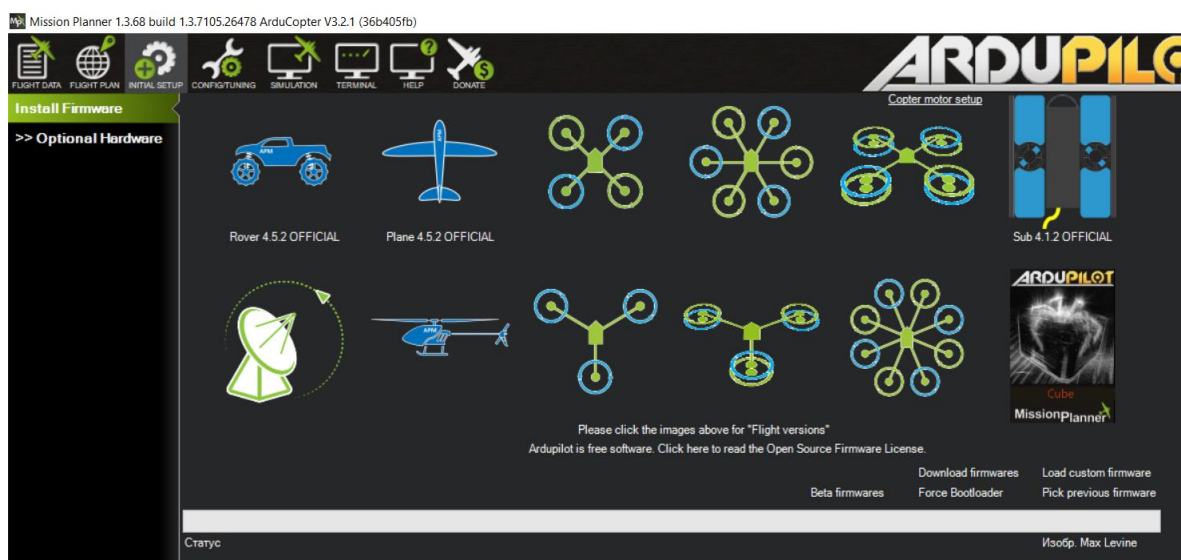 Mission Planner 1.3.68 build 1.3.7105.26478 ArduCopter V3.2.1 (36b405fb)
FLIGHT DATA FLIGHT PLAN INITIAL SETUP CONFIG/TUNING SIMULATION TERMINAL HELP DONATE
ARDUPILO
Install Firmware
>> Optional Hardware
Copter motor setup
APM APM
Rover 4.5.2 OFFICIAL Plane 4.5.2 OFFICIAL Sub 4.1.2 OFFICIAL
ARDUPILOT
APM
Cube
MissionPlanner
Please click the images above for "Flight versions"
Ardupilot is free software. Click here to read the Open Source Firmware License.
Download firmwares Load custom firmware
Beta firmwares Force Bootloader Pick previous firmware
Статус Изобр. Max Levine